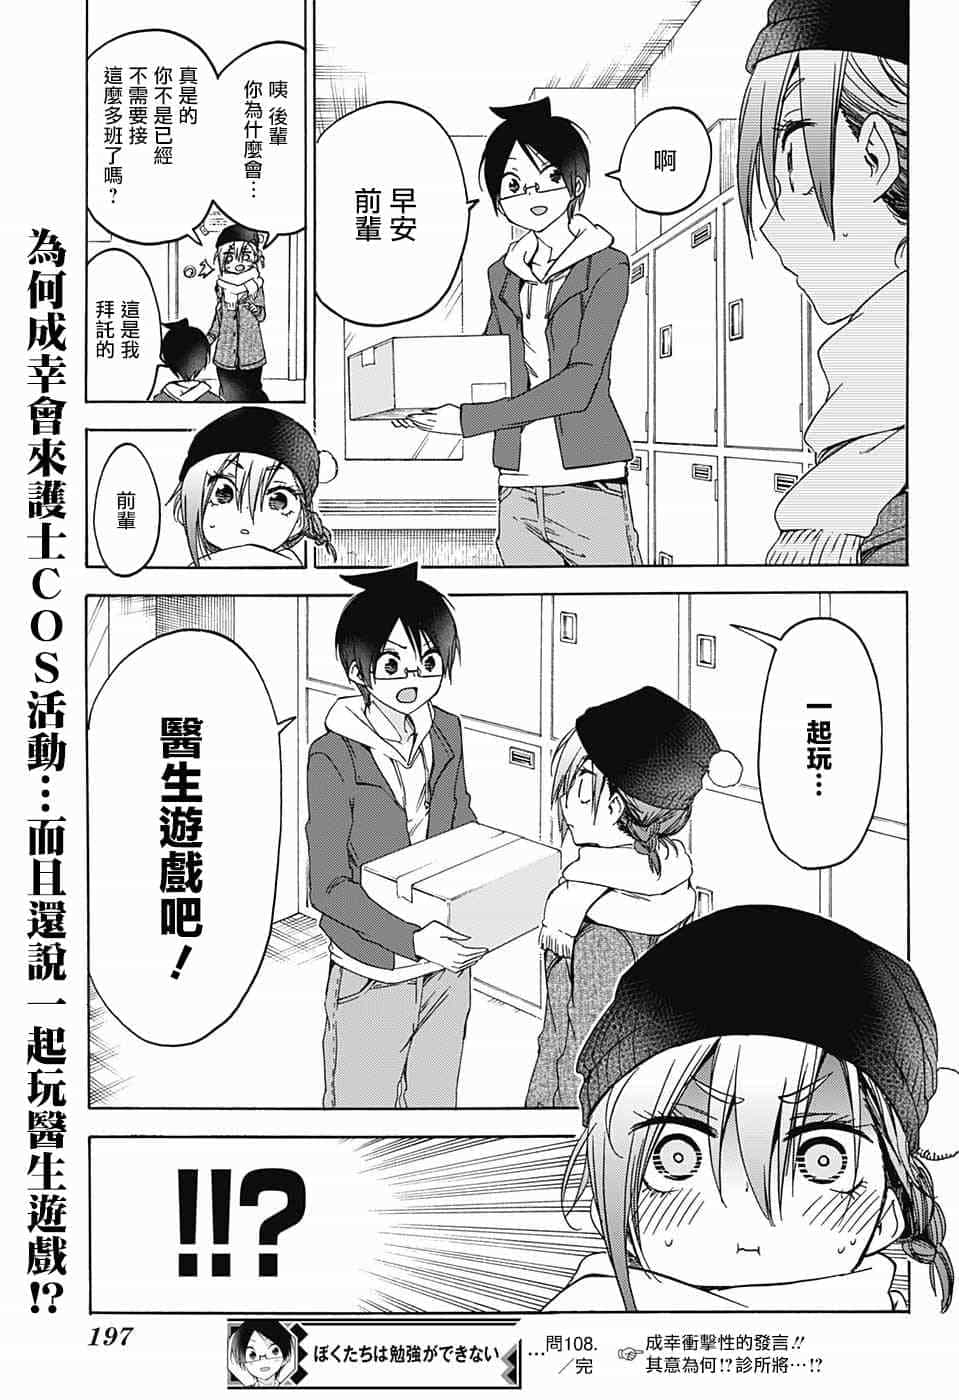 啊
早安
前輩
咦 後輩
你為什麼會…
真是的
你不是已經
不需要接
這麼多班了嗎?
這是我
拜託的
前輩
一起玩…
醫生遊戲吧!
!!?
為何成幸會來護士COS活動…而且還說一起玩醫生遊戲!?
197
ぼくたちは勉強ができない
…問108.
／完
☞成幸衝擊性的發言!!
其意為何!?診所將…!?